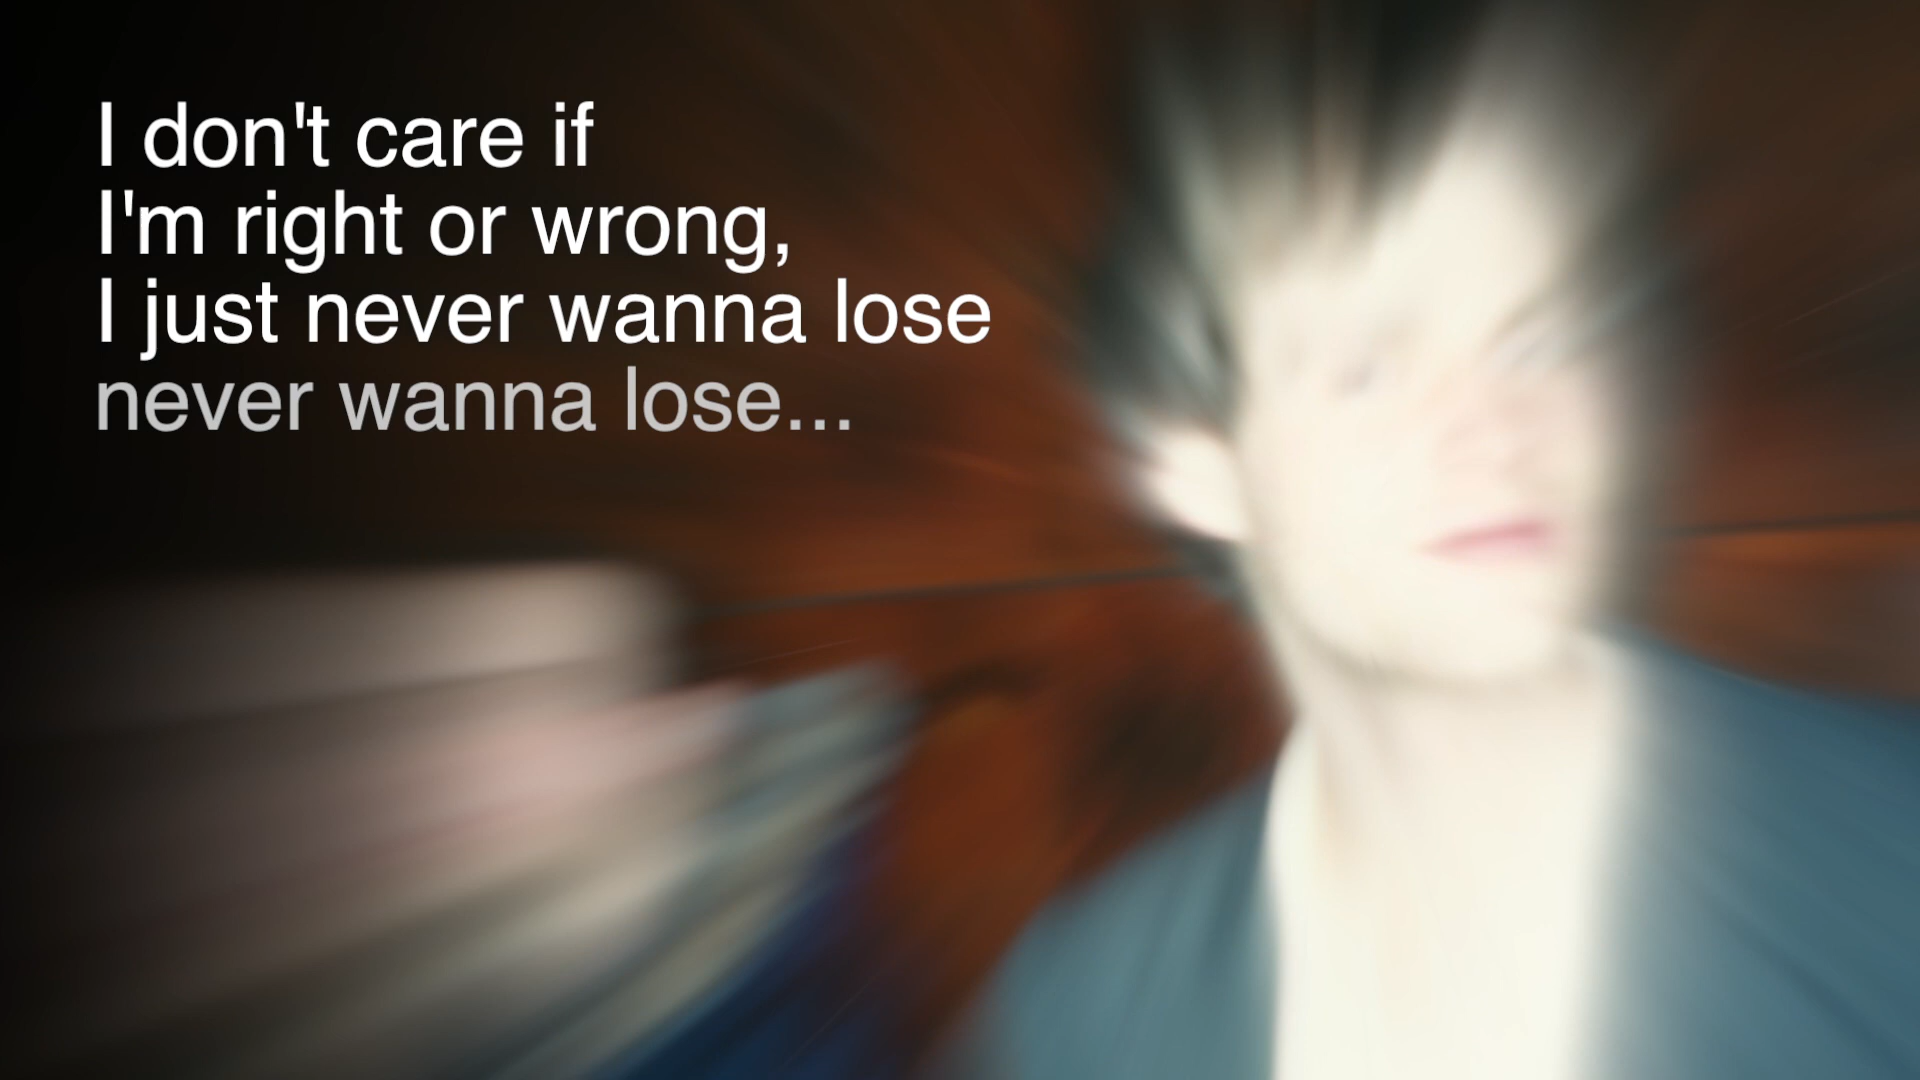 I don't care if
I'm right or wrong,
I just never wanna lose
never wanna lose...